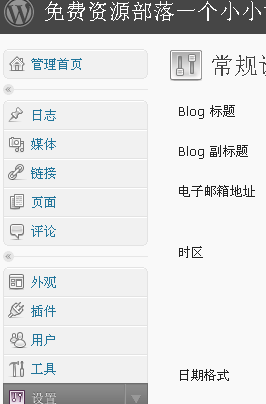 免费资源部落一个小小
管理首页
日志
媒体
链接
页面
评论
外观
插件
用户
工具
设置
常规
Blog 标题
Blog 副标题
电子邮箱地址
时区
日期格式